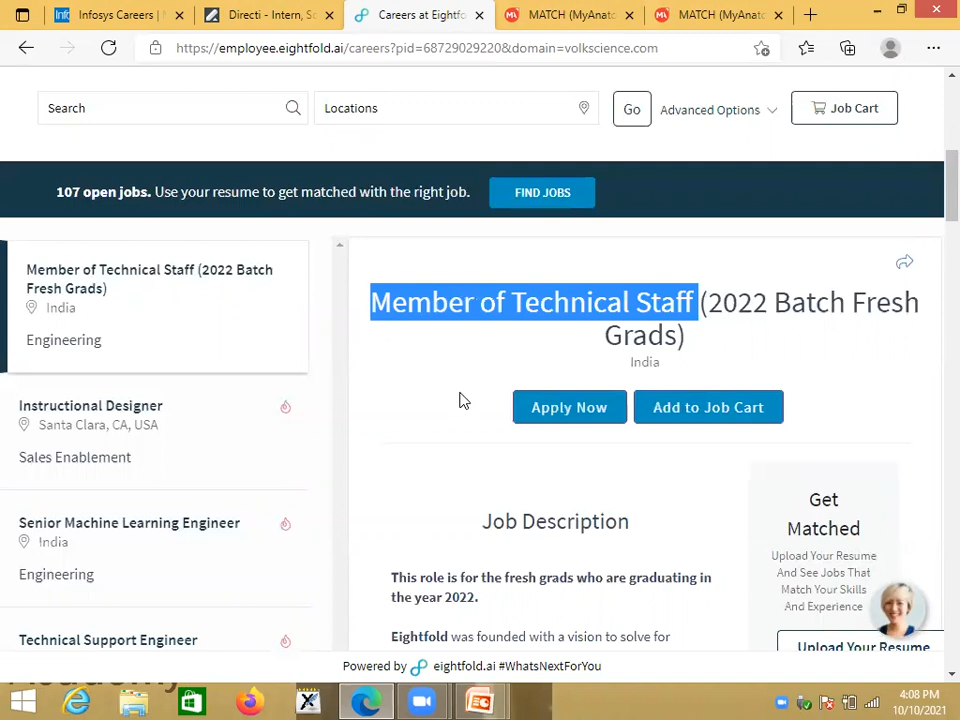 Infosys Careers |
Directi - Intern, Sc
Careers at Eightfo
MATCH (MyAnato
MATCH (MyAnato
https://employee.eightfold.ai/careers?pid=68729029220&domain=volkscience.com
Search
Locations
Go
Advanced Options
Job Cart
107 open jobs. Use your resume to get matched with the right job.
FIND JOBS
Member of Technical Staff (2022 Batch
Fresh Grads)
India
Engineering
Instructional Designer
Santa Clara, CA, USA
Sales Enablement
Senior Machine Learning Engineer
India
Engineering
Technical Support Engineer
Member of Technical Staff (2022 Batch Fresh
Grads)
India
Apply Now
Add to Job Cart
Job Description
This role is for the fresh grads who are graduating in
the year 2022.
Eightfold was founded with a vision to solve for
Get
Matched
Upload Your Resume
And See Jobs That
Match Your Skills
And Experience
Upload Your Resume
Powered by eightfold.ai #WhatsNextForYou
4:08 PM
10/10/2021